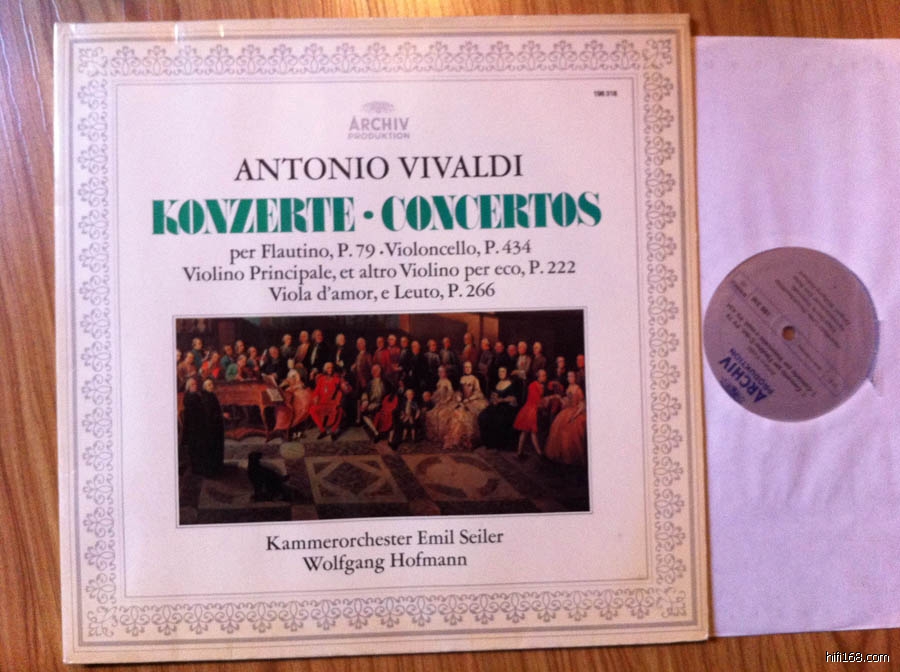 198 318
ARCHIV
PRODUKTION
ANTONIO VIVALDI
KONZERTE · CONCERTOS
per Flautino, P. 79 · Violoncello, P. 434
Violino Principale, et altro Violino per eco, P. 222
Viola d'amor, e Leuto, P. 266
Kammerorchester Emil Seiler
Wolfgang Hofmann
ARCHIV
PRODUKTION
hifi168.com